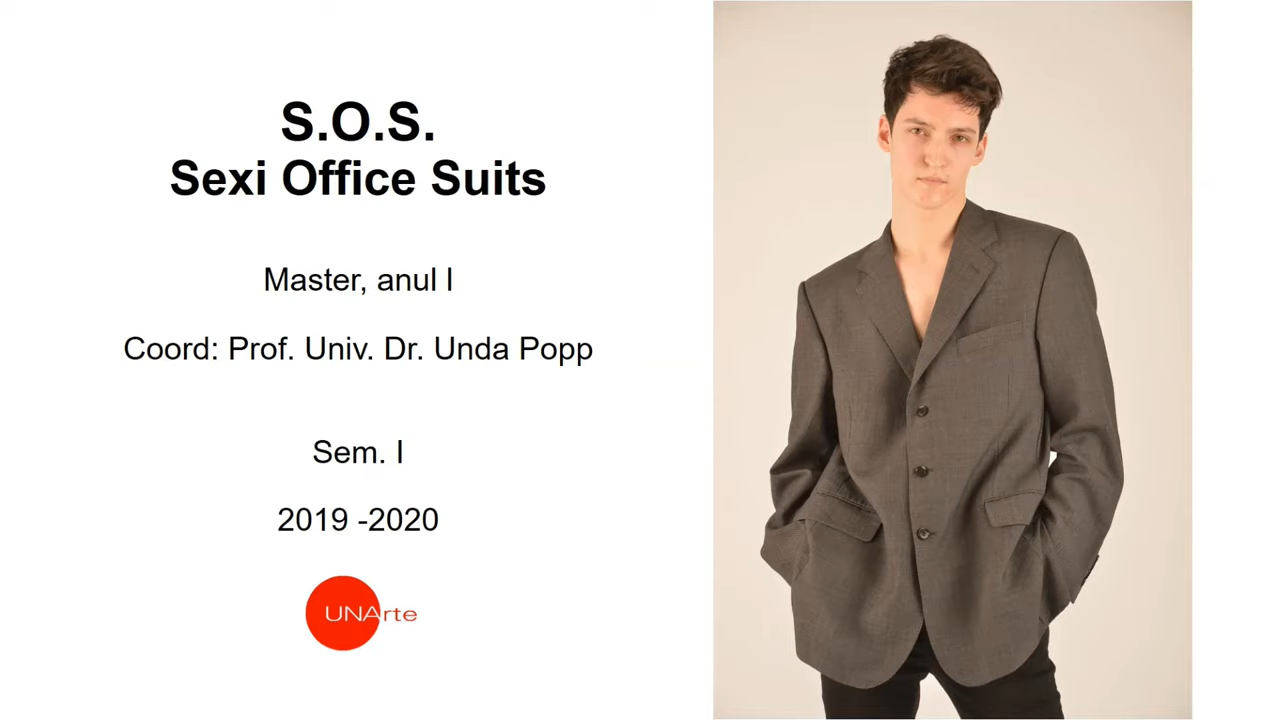 S.O.S.
Sexi Office Suits
Master, anul I
Coord: Prof. Univ. Dr. Unda Popp
Sem. I
2019 -2020
UNArte